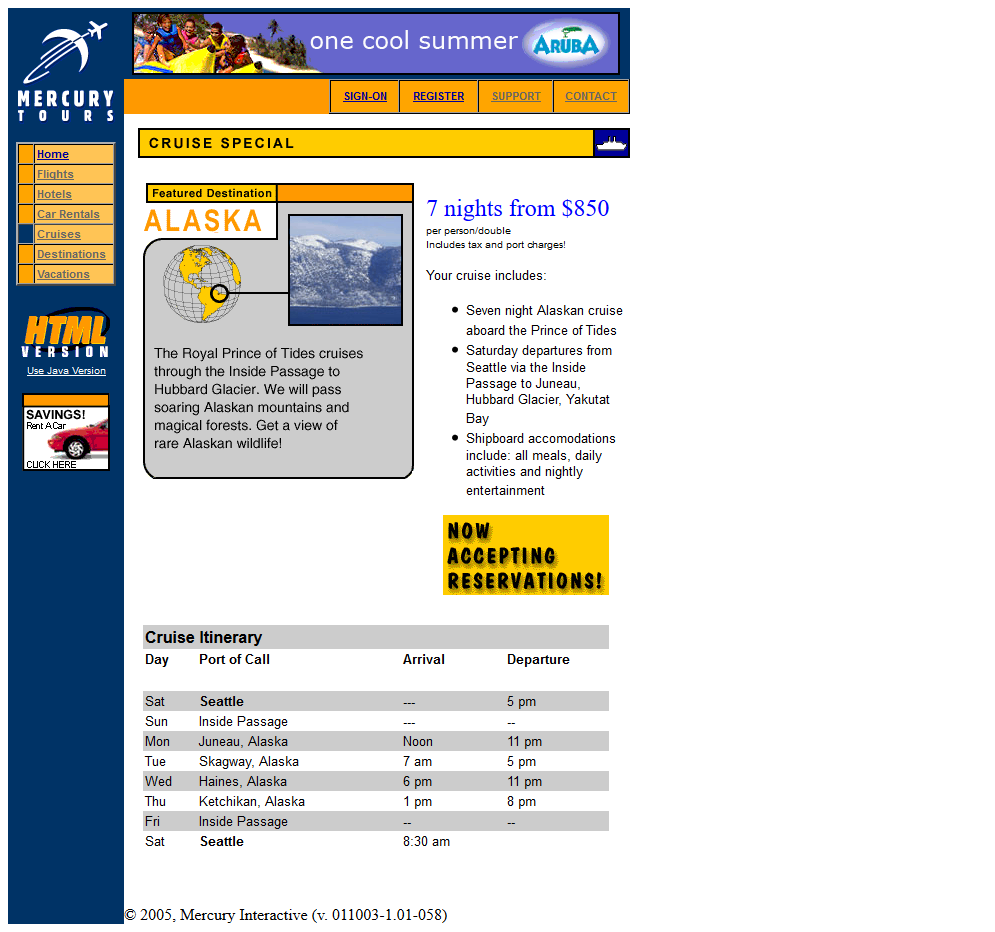 one cool summer ARUBA
MERCURY
TOURS
SIGN-ON REGISTER SUPPORT CONTACT
CRUISE SPECIAL
Home
Flights
Hotels
Car Rentals
Cruises
Destinations
Vacations
HTML
VERSION
Use Java Version
SAVINGS!
Rent A Car
CLICK HERE
Featured Destination
ALASKA
The Royal Prince of Tides cruises
through the Inside Passage to
Hubbard Glacier. We will pass
soaring Alaskan mountains and
magical forests. Get a view of
rare Alaskan wildlife!
7 nights from $850
per person/double
Includes tax and port charges!
Your cruise includes:
Seven night Alaskan cruise
aboard the Prince of Tides
Saturday departures from
Seattle via the Inside
Passage to Juneau,
Hubbard Glacier, Yakutat
Bay
Shipboard accomodations
include: all meals, daily
activities and nightly
entertainment
NOW
ACCEPTING
RESERVATIONS!
Cruise Itinerary
Day Port of Call Arrival Departure
Sat Seattle --- 5 pm
Sun Inside Passage --- --
Mon Juneau, Alaska Noon 11 pm
Tue Skagway, Alaska 7 am 5 pm
Wed Haines, Alaska 6 pm 11 pm
Thu Ketchikan, Alaska 1 pm 8 pm
Fri Inside Passage -- --
Sat Seattle 8:30 am
© 2005, Mercury Interactive (v. 011003-1.01-058)